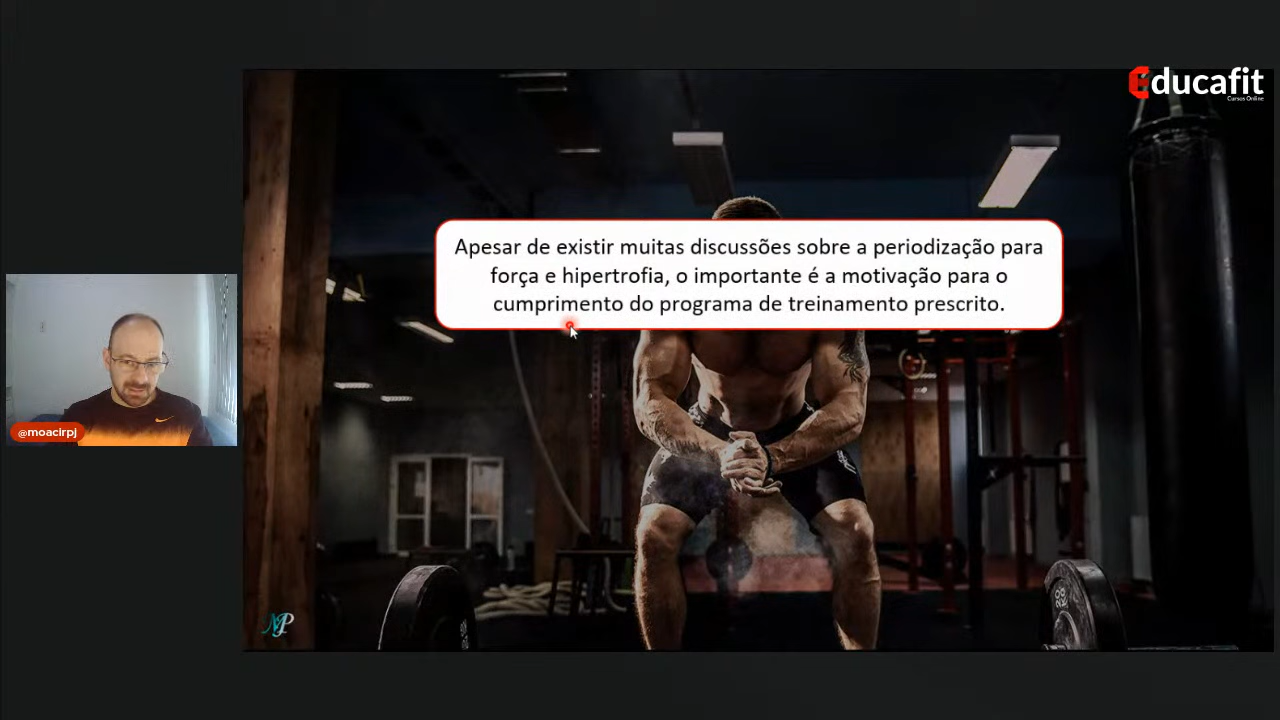 Educafit
Cursos Online
Apesar de existir muitas discussões sobre a periodização para
força e hipertrofia, o importante é a motivação para o
cumprimento do programa de treinamento prescrito.
@moacirpj
MP